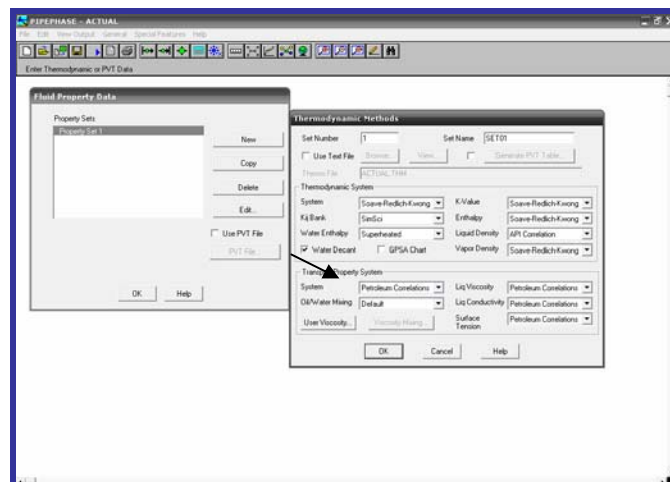 PIPEPHASE - ACTUAL
File Edit View Output General Special Features Help
Enter Thermodynamic or PVT Data
Fluid Property Data
Property Sets
Property Set 1
New
Copy
Delete
Edit...
Use PVT File
PVT File...
OK Help
Thermodynamic Methods
Set Number 1 Set Name SET01
Use Text File Browse... View... Generate PVT Table...
Thermo File ACTUAL.THM
Thermodynamic System
System Soave-Redlich-Kwong K-Value Soave-Redlich-Kwong
Kij Bank SimSci Enthalpy Soave-Redlich-Kwong
Water Enthalpy Superheated Liquid Density API Correlation
Water Decant GPSA Chart Vapor Density Soave-Redlich-Kwong
Transport Property System
System Petroleum Correlations Liq Viscosity Petroleum Correlations
Oil/Water Mixing Default Liq Conductivity Petroleum Correlations
User Viscosity... Viscosity Mixing... Surface Tension Petroleum Correlations
OK Cancel Help